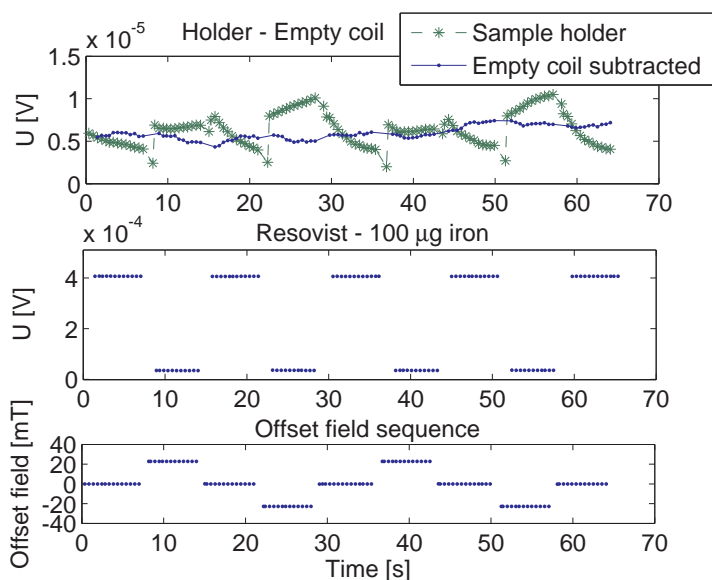 x 10⁻⁵
Holder - Empty coil
Sample holder
Empty coil subtracted
U [V]
1.5
1
0.5
0
0 10 20 30 40 50 60 70
x 10⁻⁴
Resovist - 100 μg iron
U [V]
4
2
0
10 20 30 40 50 60 70
Offset field sequence
Offset field [mT]
40
20
0
-20
-40
0 10 20 30 40 50 60 70
Time [s]